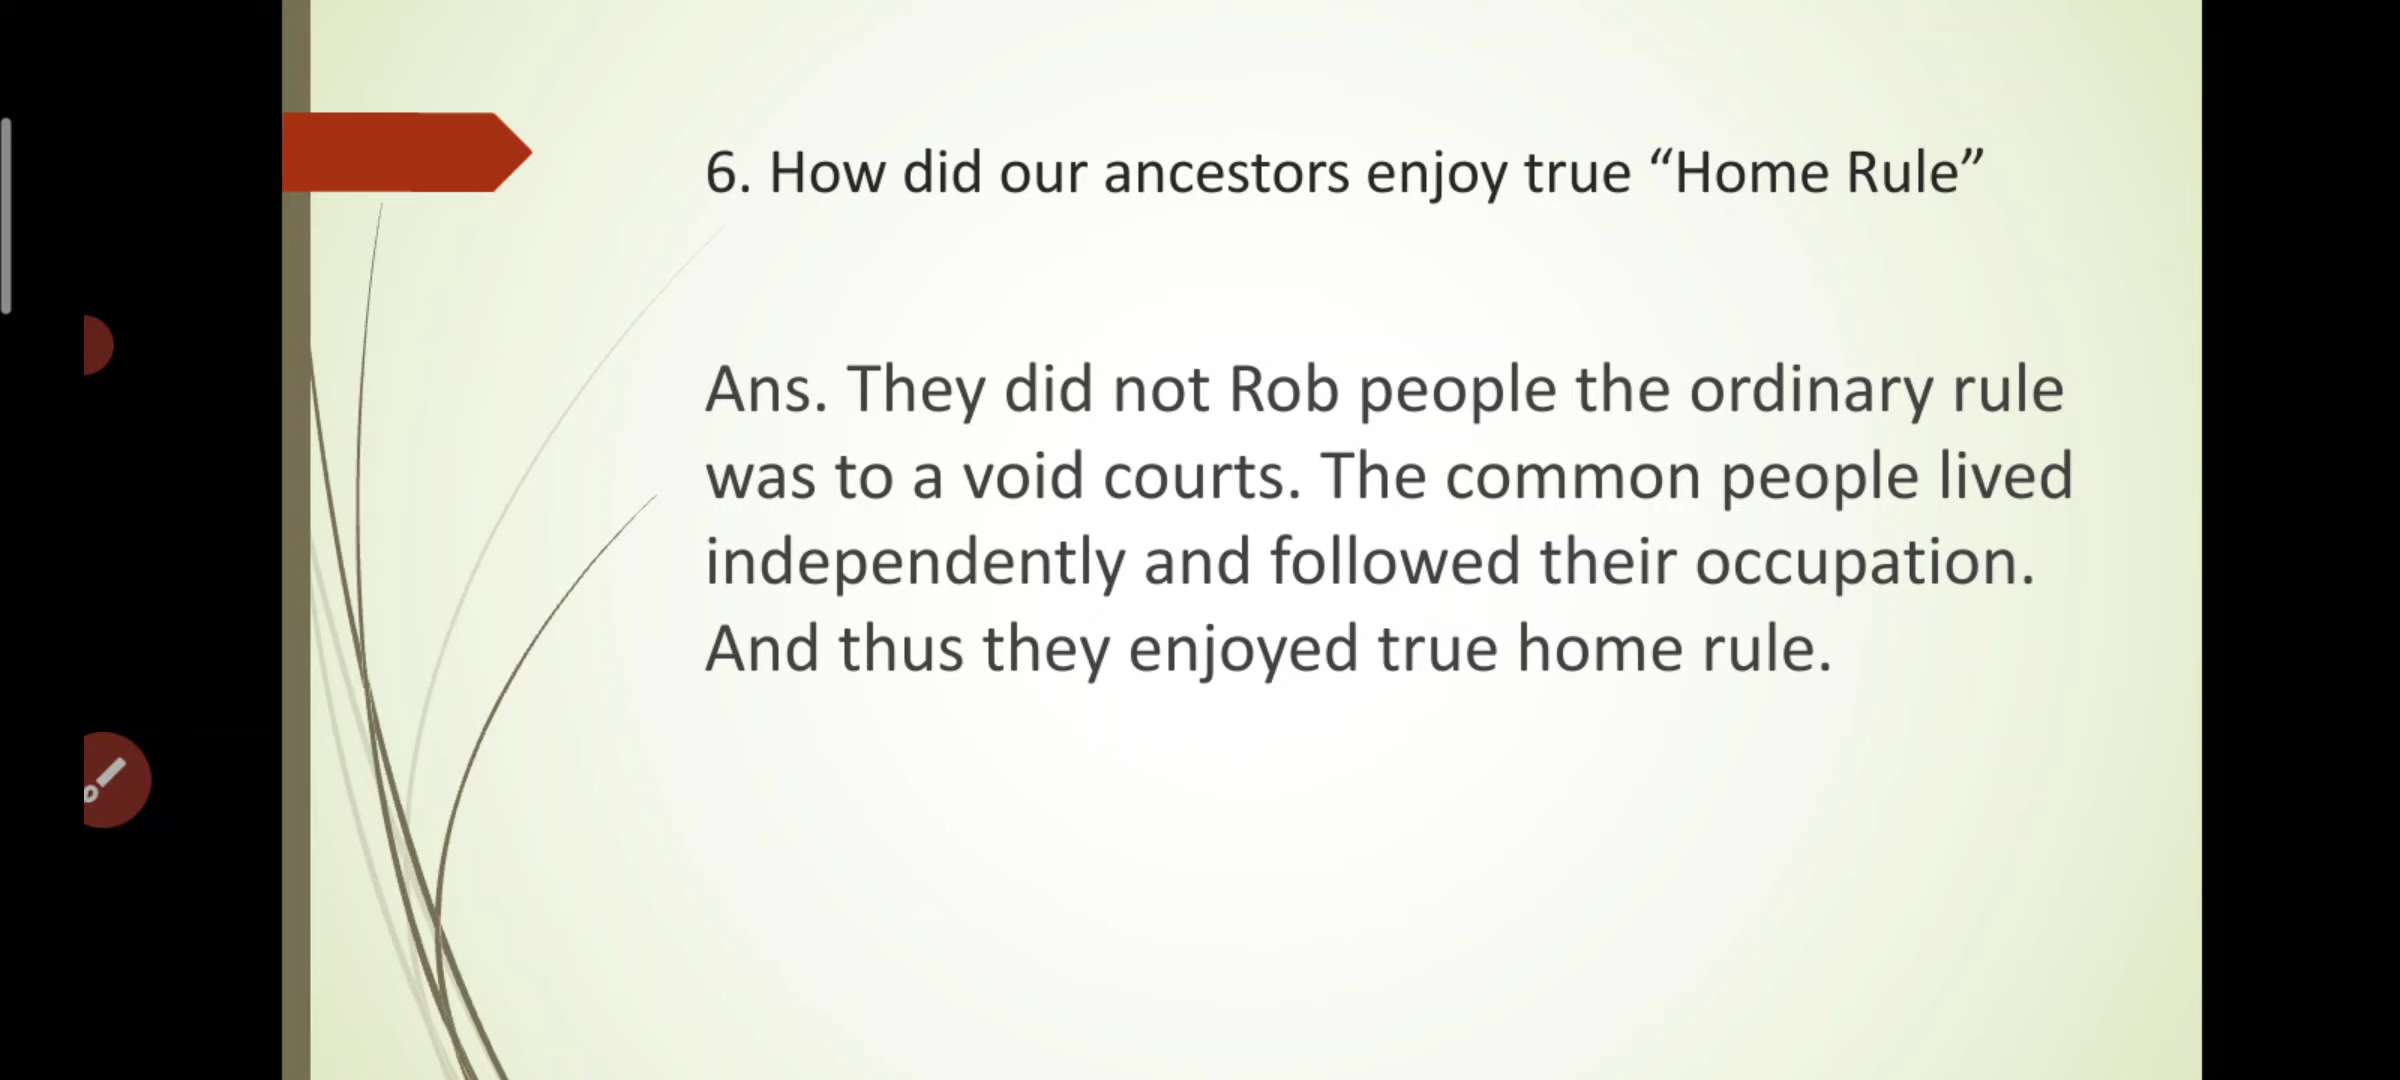 6. How did our ancestors enjoy true “Home Rule”
Ans. They did not Rob people the ordinary rule
was to a void courts. The common people lived
independently and followed their occupation.
And thus they enjoyed true home rule.